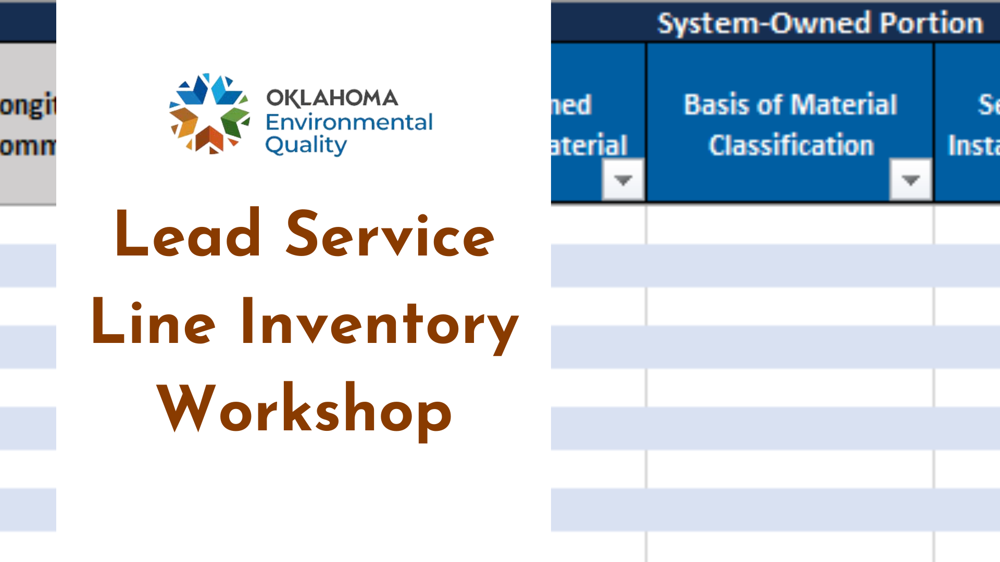 OKLAHOMA
Environmental
Quality
Lead Service
Line Inventory
Workshop
System-Owned Portion
Basis of Material
Classification